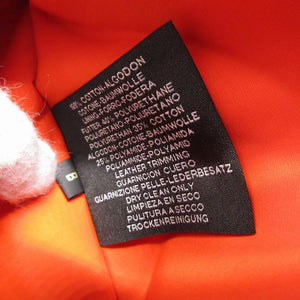 COTTON-ALGODON
COTONE-BAUMWOLLE
LINING-FORRO-FODERA
FUTTER 40% POLYURETHANE
POLIURETANO-POLIURETANO
POLYURETHAN 35% COTTON
ALGODON-COTONE-BAUMWOLLE
25% POLYAMIDE-POLIAMIDA
POLIAMMIDE-POLYAMID
LEATHER TRIMMING
GUARNICION CUERO
GUARNIZIONE PELLE-LEDERBESATZ
DRY CLEAN ONLY
LIMPIEZA EN SECO
PULITURA A SECCO
TROCKENREINIGUNG